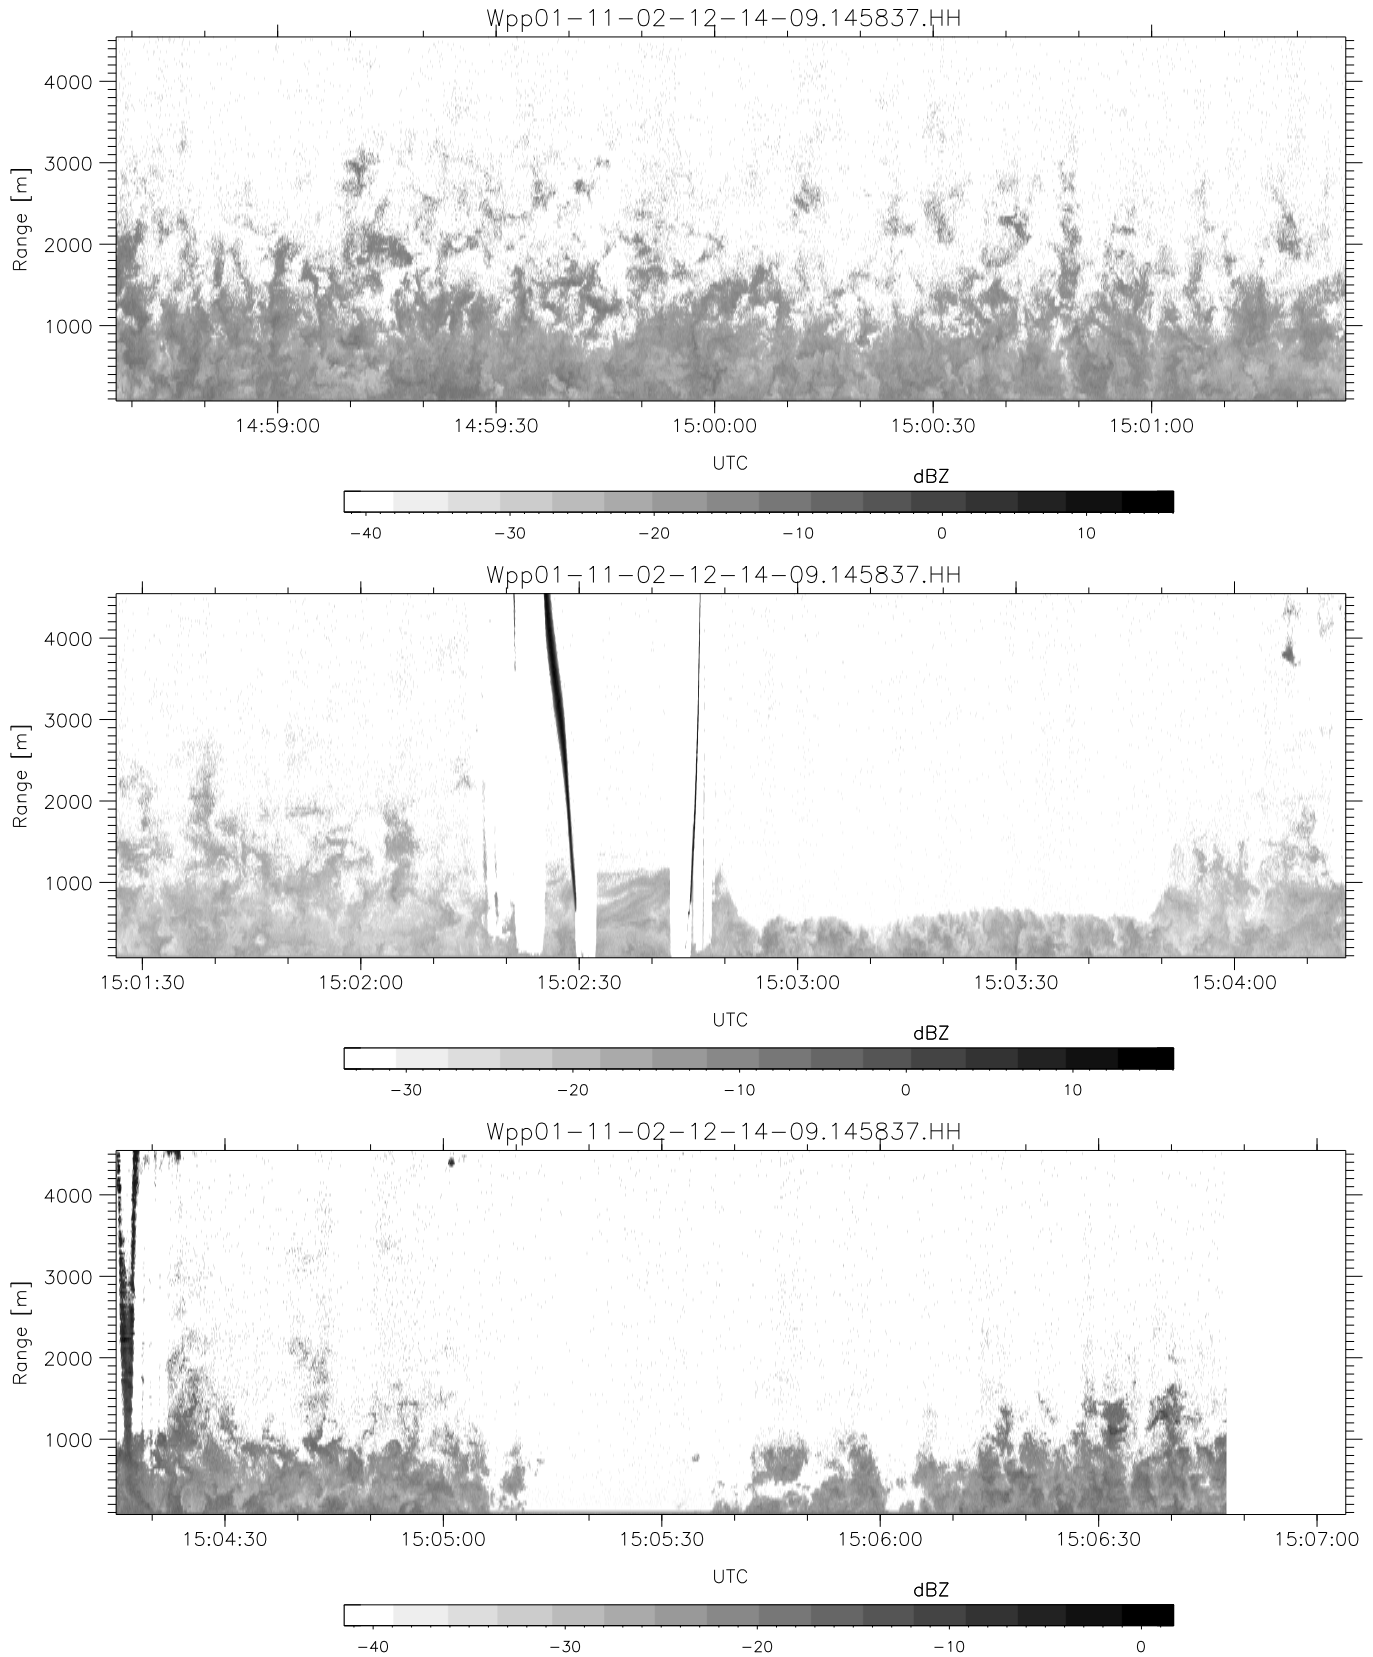 Wpp01-11-02-12-14-09.145837.HH
4000
3000
2000
1000
Range [m]
14:59:00 14:59:30 15:00:00 15:00:30 15:01:00
UTC
dBZ
-40 -30 -20 -10 0 10
Wpp01-11-02-12-14-09.145837.HH
4000
3000
2000
1000
Range [m]
15:01:30 15:02:00 15:02:30 15:03:00 15:03:30 15:04:00
UTC
dBZ
-30 -20 -10 0 10
Wpp01-11-02-12-14-09.145837.HH
4000
3000
2000
1000
Range [m]
15:04:30 15:05:00 15:05:30 15:06:00 15:06:30 15:07:00
UTC
dBZ
-40 -30 -20 -10 0